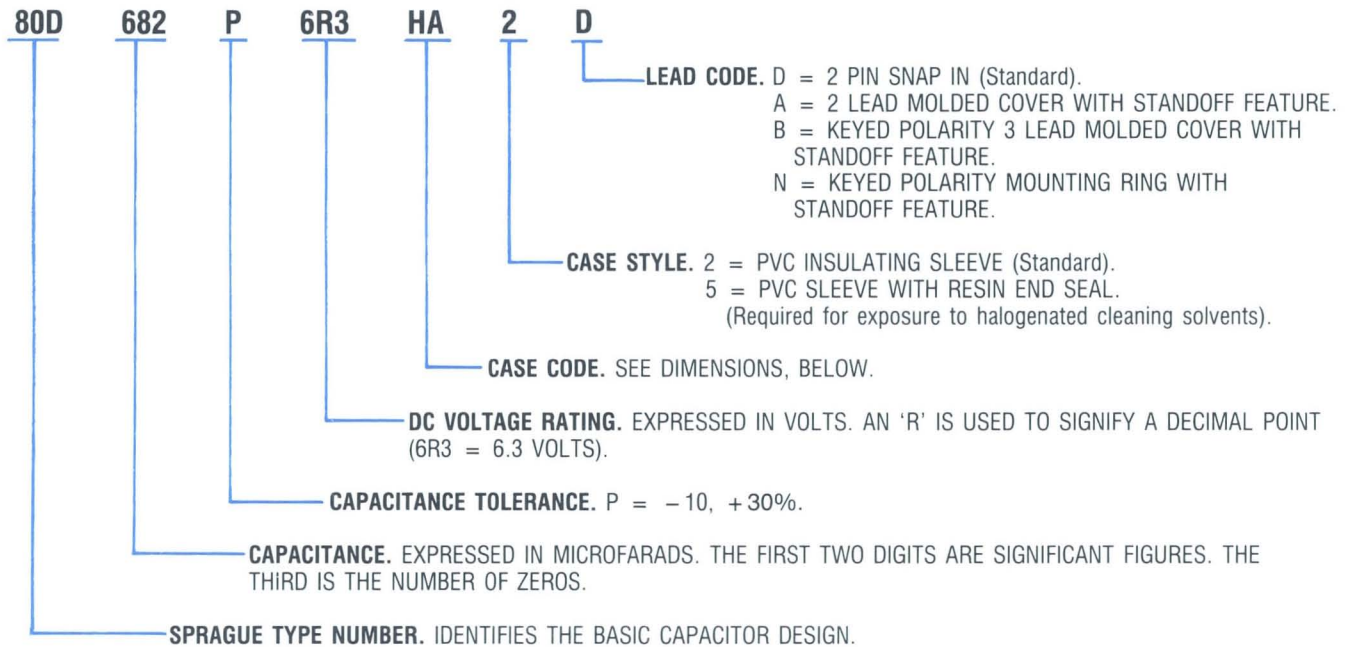 80D 682 P 6R3 HA 2 D
LEAD CODE. D = 2 PIN SNAP IN (Standard).
A = 2 LEAD MOLDED COVER WITH STANDOFF FEATURE.
B = KEYED POLARITY 3 LEAD MOLDED COVER WITH
STANDOFF FEATURE.
N = KEYED POLARITY MOUNTING RING WITH
STANDOFF FEATURE.
CASE STYLE. 2 = PVC INSULATING SLEEVE (Standard).
5 = PVC SLEEVE WITH RESIN END SEAL.
(Required for exposure to halogenated cleaning solvents).
CASE CODE. SEE DIMENSIONS, BELOW.
DC VOLTAGE RATING. EXPRESSED IN VOLTS. AN ‘R’ IS USED TO SIGNIFY A DECIMAL POINT
(6R3 = 6.3 VOLTS).
CAPACITANCE TOLERANCE. P = −10, +30%.
CAPACITANCE. EXPRESSED IN MICROFARADS. THE FIRST TWO DIGITS ARE SIGNIFICANT FIGURES. THE
THiRD IS THE NUMBER OF ZEROS.
SPRAGUE TYPE NUMBER. IDENTIFIES THE BASIC CAPACITOR DESIGN.